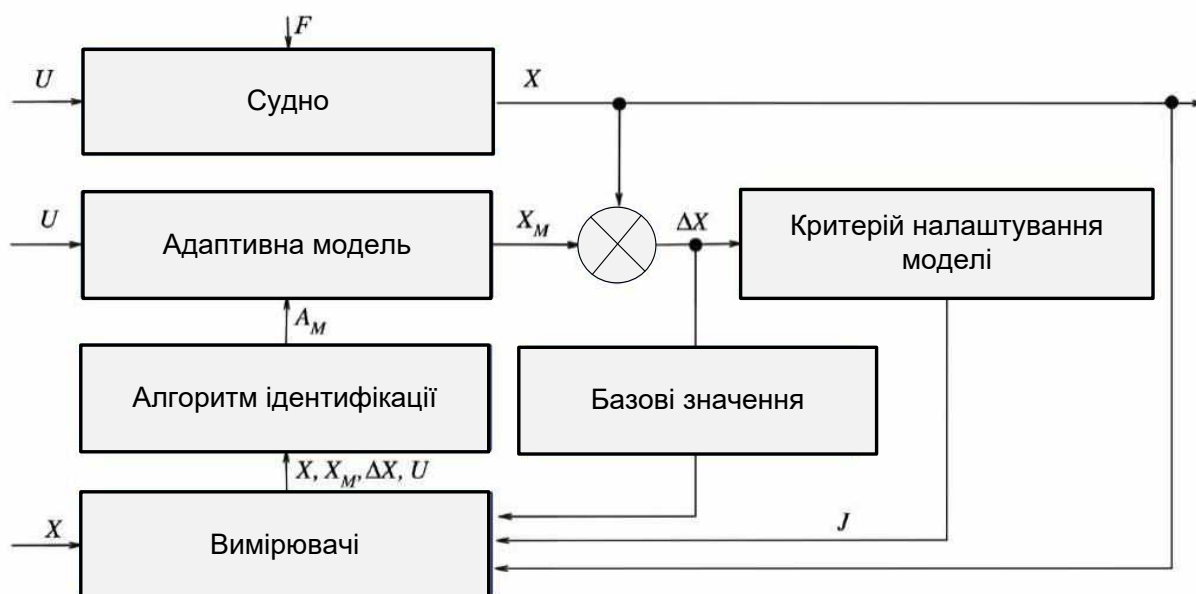 F
U
Судно
X
U
Адаптивна модель
X_M
ΔX
Критерій налаштування
моделі
A_M
Алгоритм ідентифікації
Базові значення
X, X_M, ΔX, U
X
Вимірювачі
J